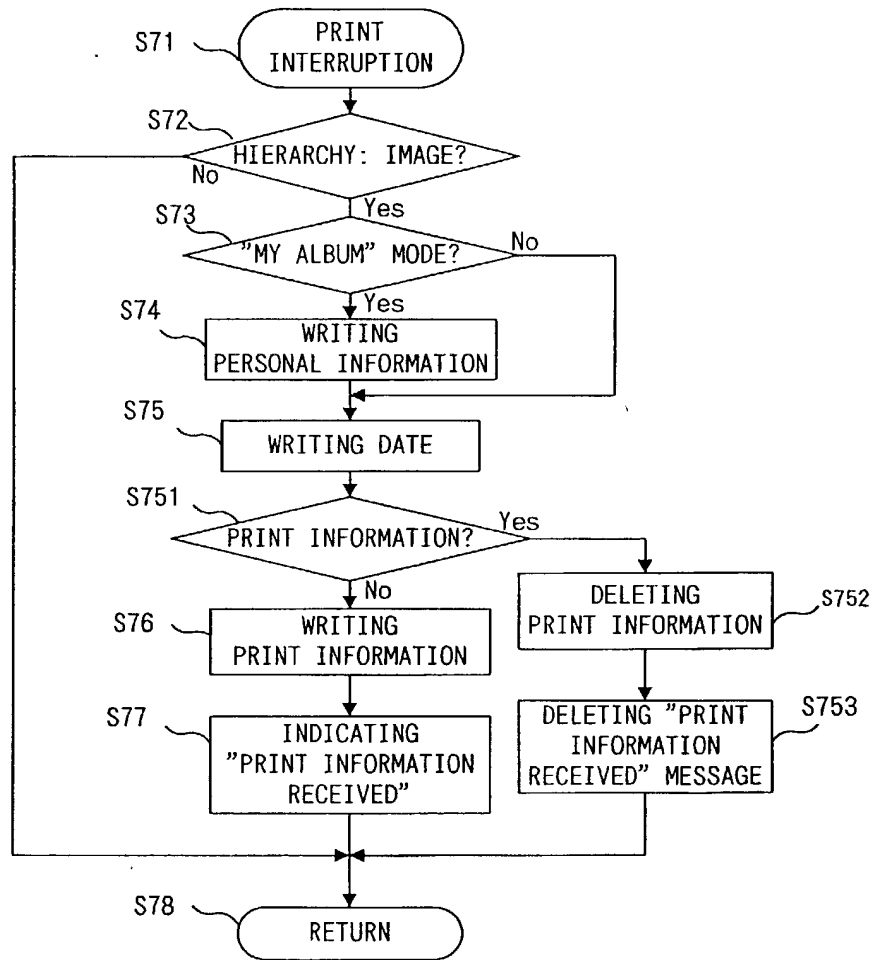 S71
PRINT
INTERRUPTION
S72
HIERARCHY: IMAGE?
No
Yes
S73
"MY ALBUM" MODE?
No
Yes
S74
WRITING
PERSONAL INFORMATION
S75
WRITING DATE
S751
PRINT INFORMATION?
Yes
No
S76
WRITING
PRINT INFORMATION
DELETING
PRINT INFORMATION
S752
S77
INDICATING
"PRINT INFORMATION
RECEIVED"
DELETING "PRINT
INFORMATION
RECEIVED" MESSAGE
S753
S78
RETURN